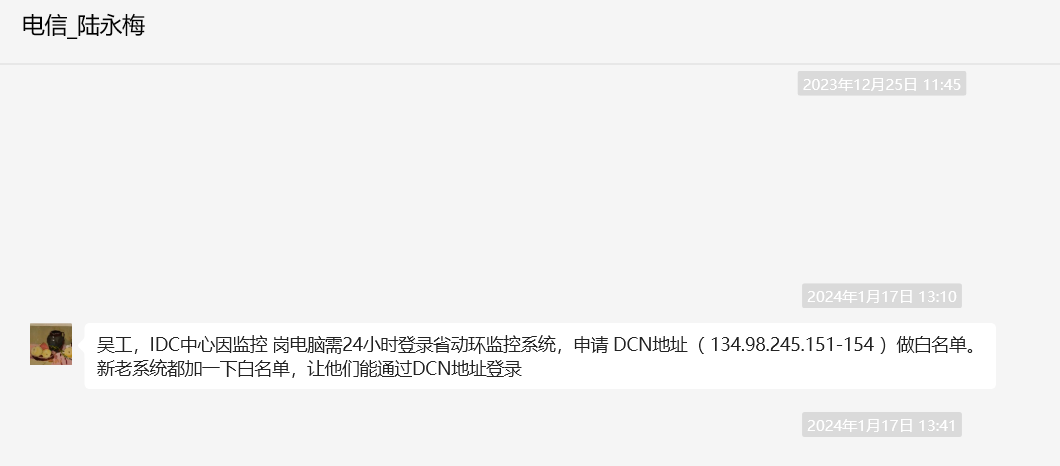 电信_陆永梅
2023年12月25日 11:45
2024年1月17日 13:10
吴工，IDC中心因监控 岗电脑需24小时登录省动环监控系统，申请 DCN地址（ 134.98.245.151-154 ）做白名单。
新老系统都加一下白名单，让他们能通过DCN地址登录
2024年1月17日 13:41